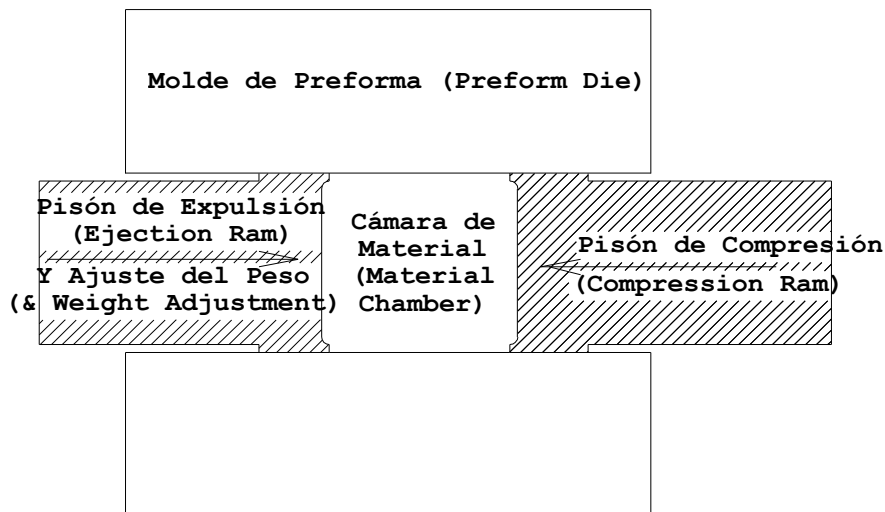 Molde de Preforma (Preform Die)
Pisón de Expulsión
(Ejection Ram)
Y Ajuste del Peso
(& Weight Adjustment)
Cámara de
Material
(Material
Chamber)
Pisón de Compresión
(Compression Ram)